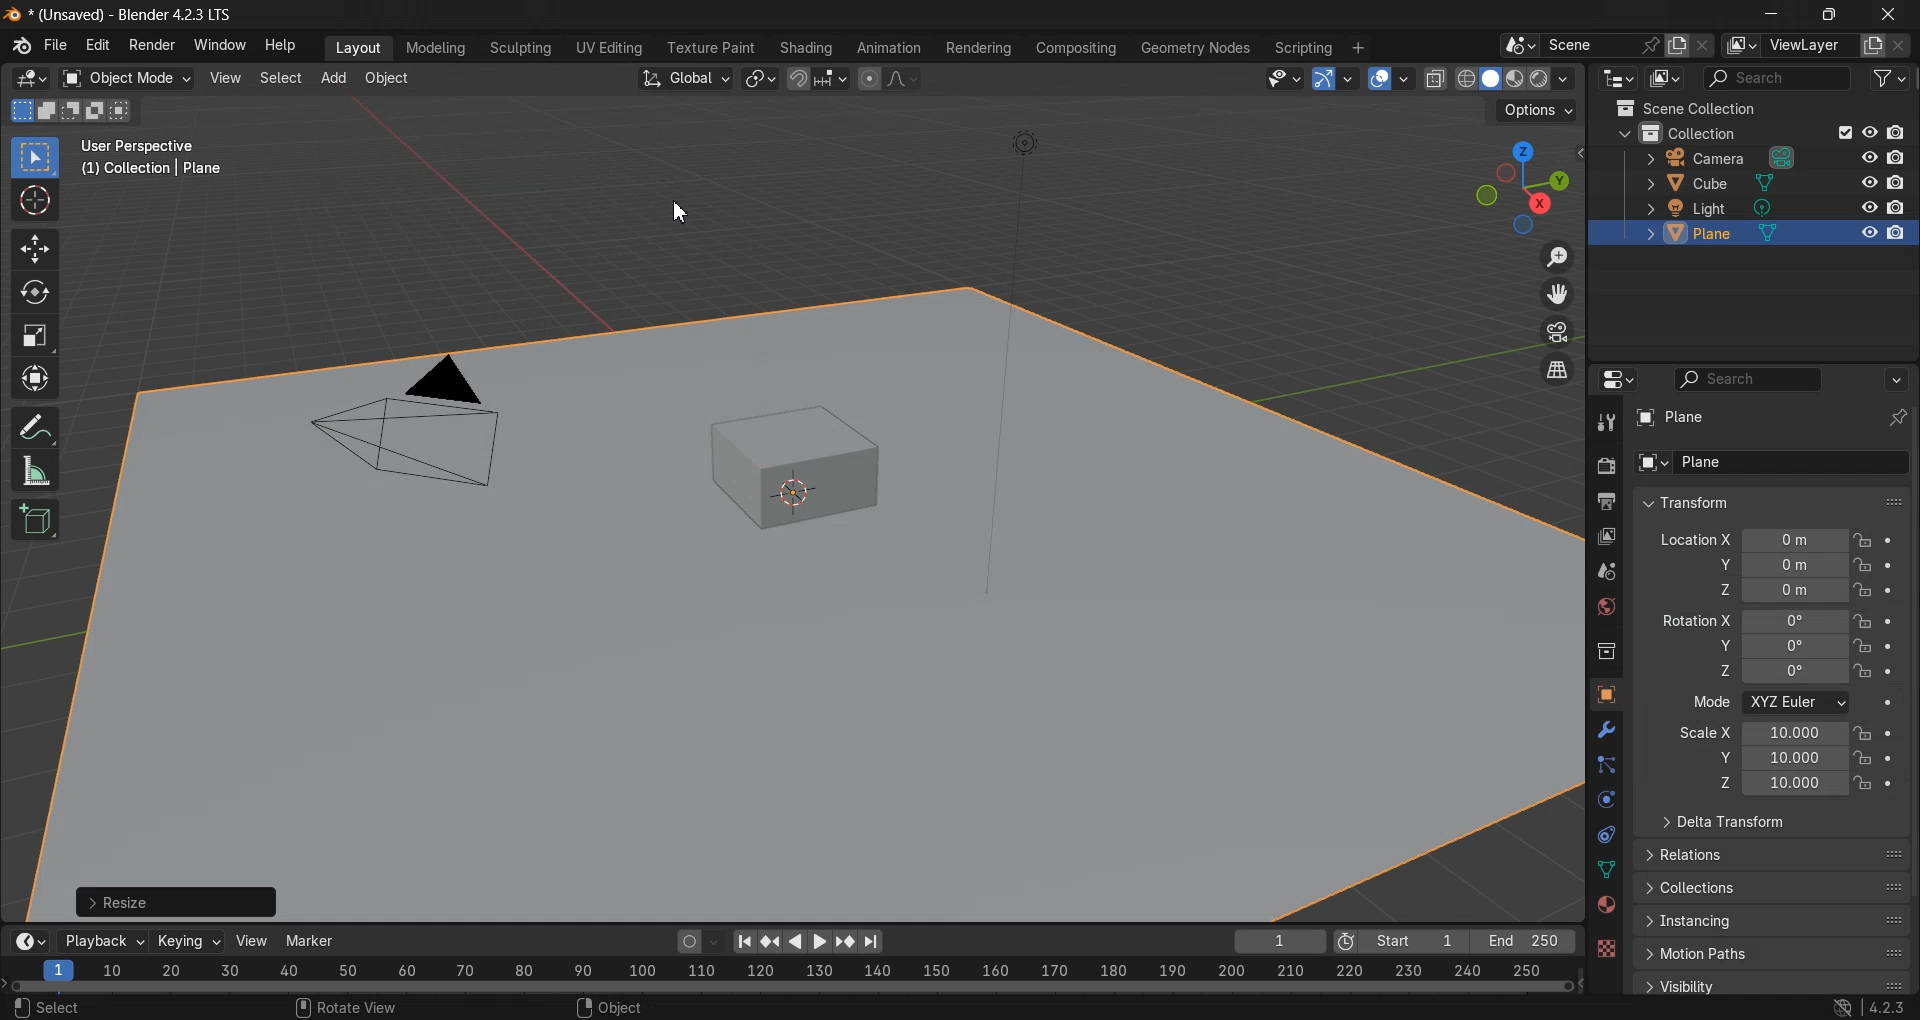 * (Unsaved) - Blender 4.2.3 LTS
File Edit Render Window Help Layout Modeling Sculpting UV Editing Texture Paint Shading Animation Rendering Compositing Geometry Nodes Scripting + Scene ViewLayer
Object Mode View Select Add Object Global Search
Options
User Perspective
(1) Collection | Plane
Z
Y
X
Scene Collection
Collection
Camera
Cube
Light
Plane
Search
Plane
Plane
Transform
Location X 0 m
Y 0 m
Z 0 m
Rotation X 0°
Y 0°
Z 0°
Mode XYZ Euler
Scale X 10.000
Y 10.000
Z 10.000
Delta Transform
Relations
Collections
Instancing
Motion Paths
Visibility
Resize
Playback Keying View Marker 1 Start 1 End 250
1 10 20 30 40 50 60 70 80 90 100 110 120 130 140 150 160 170 180 190 200 210 220 230 240 250
Select Rotate View Object 4.2.3